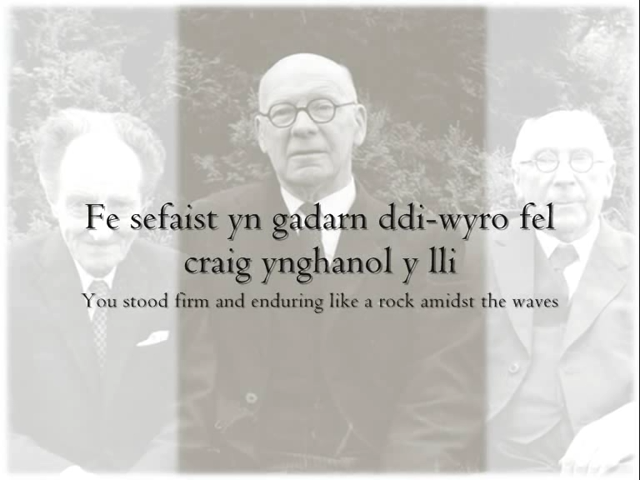 Fe sefaist yn gadarn ddi-wyro fel
craig ynghanol y lli
You stood firm and enduring like a rock amidst the waves